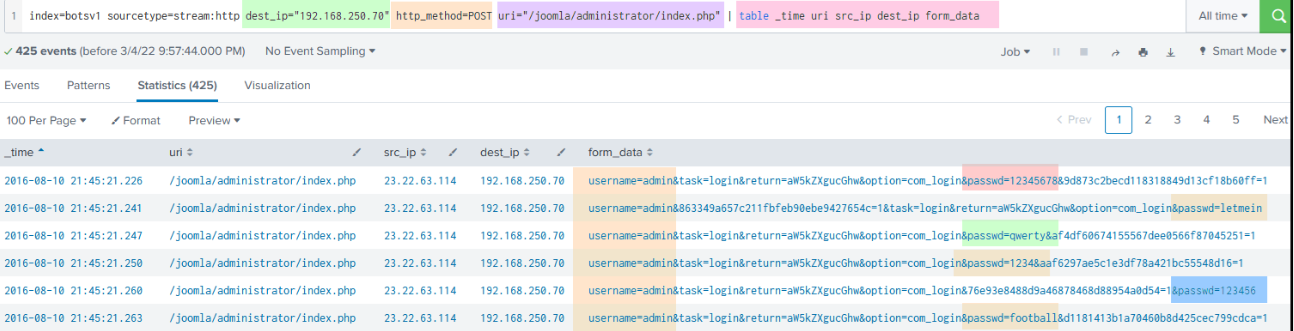 1 index=botsv1 sourcetype=stream:http dest_ip="192.168.250.70" http_method=POST uri="/joomla/administrator/index.php" | table _time uri src_ip dest_ip form_data All time
425 events (before 3/4/22 9:57:44.000 PM) No Event Sampling Job Smart Mode
Events Patterns Statistics (425) Visualization
100 Per Page Format Preview < Prev 1 2 3 4 5 Next
_time uri src_ip dest_ip form_data
2016-08-10 21:45:21.226 /joomla/administrator/index.php 23.22.63.114 192.168.250.70 username=admin&task=login&return=aW5kZXgucGhw&option=com_login&passwd=12345678&9d873c2becd118318849d13cf18b60ff=1
2016-08-10 21:45:21.241 /joomla/administrator/index.php 23.22.63.114 192.168.250.70 username=admin&863349a657c211fbfeb90ebe9427654c=1&task=login&return=aW5kZXgucGhw&option=com_login&passwd=letmein
2016-08-10 21:45:21.247 /joomla/administrator/index.php 23.22.63.114 192.168.250.70 username=admin&task=login&return=aW5kZXgucGhw&option=com_login&passwd=qwerty&af4df60674155567dee0566f87045251=1
2016-08-10 21:45:21.250 /joomla/administrator/index.php 23.22.63.114 192.168.250.70 username=admin&task=login&return=aW5kZXgucGhw&option=com_login&passwd=1234&aaf6297ae5c1e3df78a421bc55548d16=1
2016-08-10 21:45:21.260 /joomla/administrator/index.php 23.22.63.114 192.168.250.70 username=admin&task=login&return=aW5kZXgucGhw&option=com_login&76e93e8488d9a46878468d88954a0d54=1&passwd=123456
2016-08-10 21:45:21.263 /joomla/administrator/index.php 23.22.63.114 192.168.250.70 username=admin&task=login&return=aW5kZXgucGhw&option=com_login&passwd=football&d1181413b1a70460b8d425cec799cdca=1